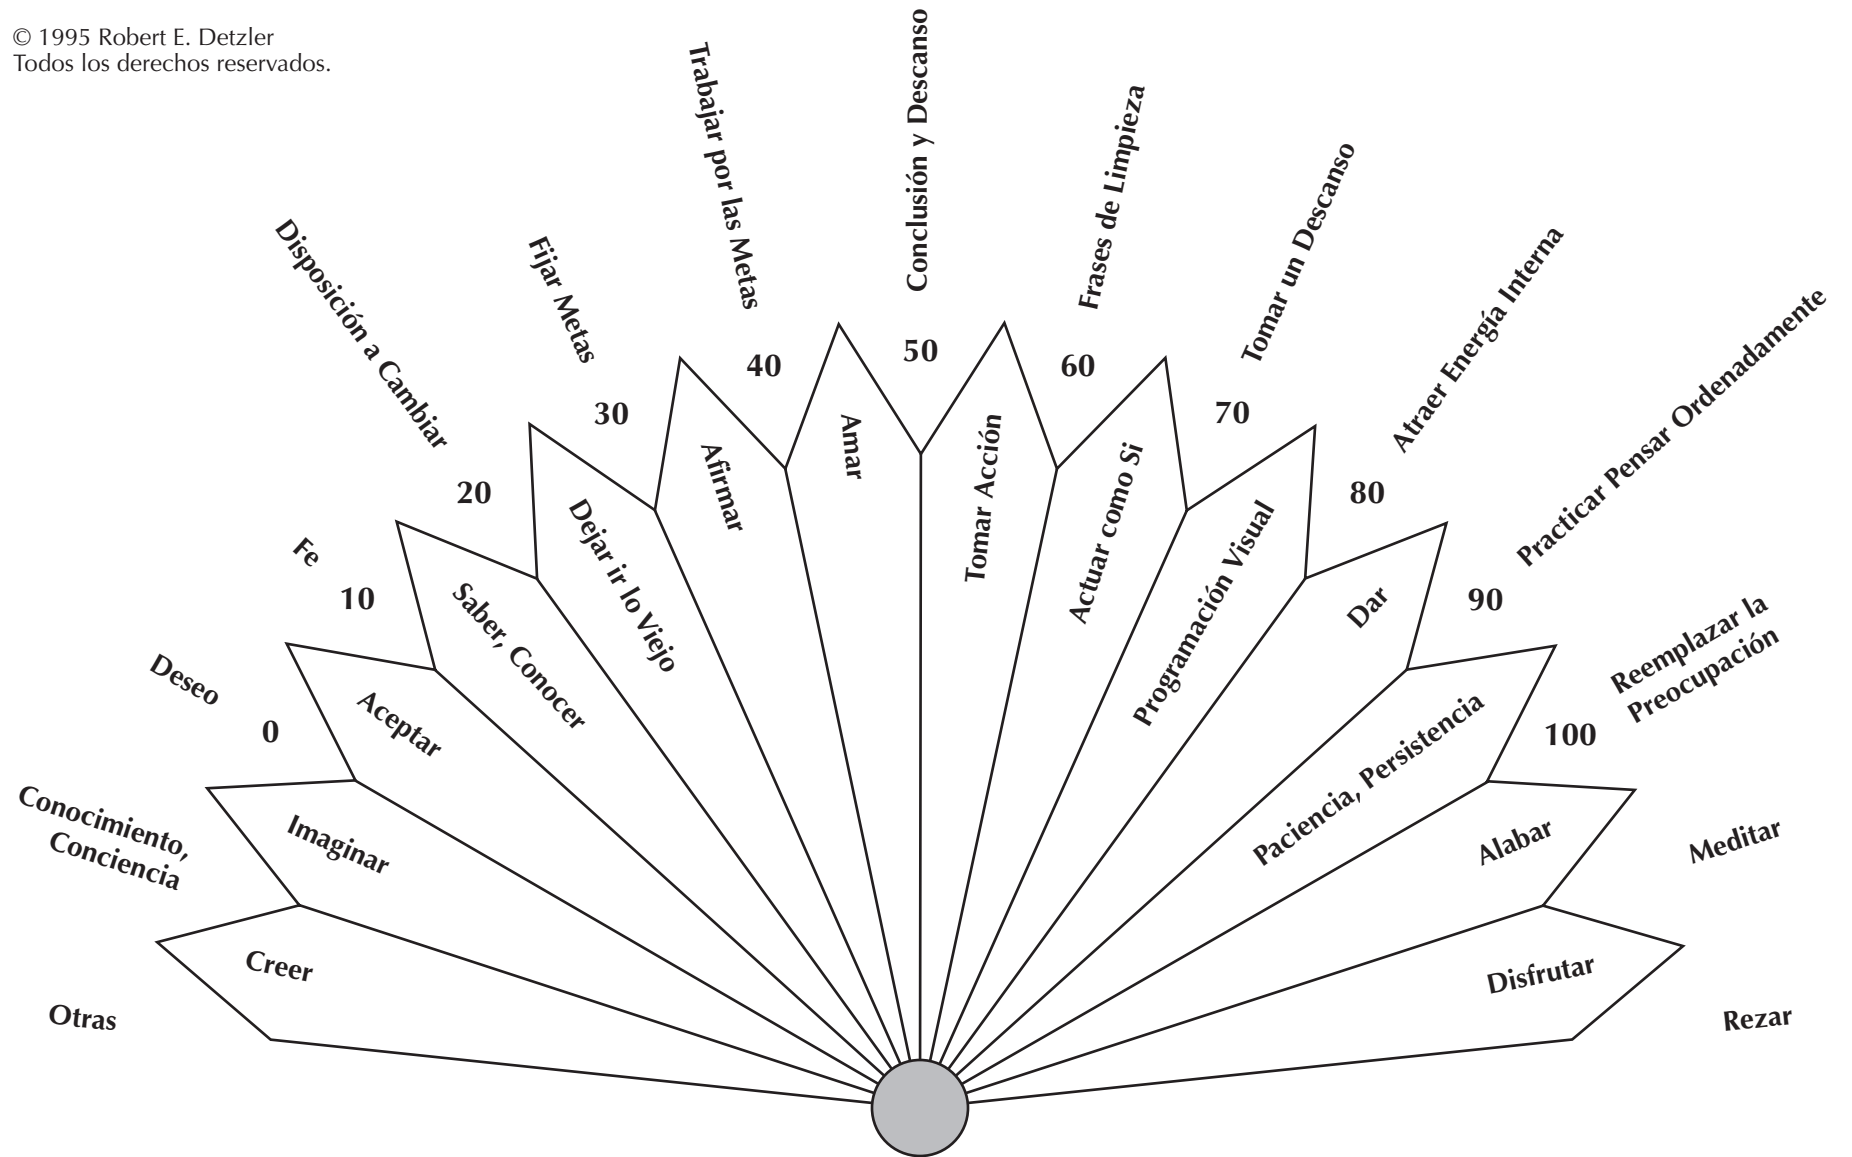 © 1995 Robert E. Detzler
Todos los derechos reservados.
Otras
Conocimiento,
Conciencia
Deseo
Fe
Disposición a Cambiar
Fijar Metas
Trabajar por las Metas
Conclusión y Descanso
Frases de Limpieza
Tomar un Descanso
Atraer Energía Interna
Practicar Pensar Ordenadamente
Reemplazar la
Preocupación
Meditar
Rezar
0
10
20
30
40
50
60
70
80
90
100
Creer
Imaginar
Aceptar
Saber, Conocer
Dejar ir lo Viejo
Afirmar
Amar
Tomar Acción
Actuar como Si
Programación Visual
Dar
Paciencia, Persistencia
Alabar
Disfrutar